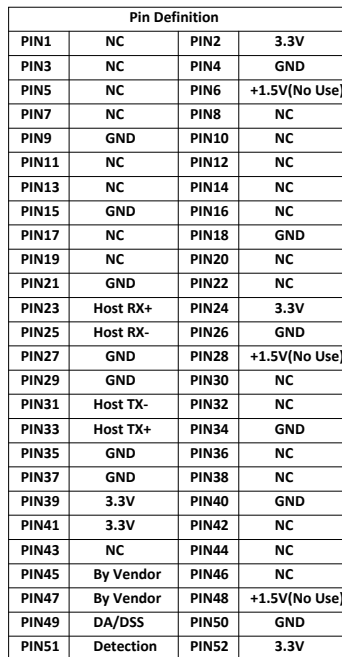 Pin Definition
PIN1 NC PIN2 3.3V
PIN3 NC PIN4 GND
PIN5 NC PIN6 +1.5V(No Use)
PIN7 NC PIN8 NC
PIN9 GND PIN10 NC
PIN11 NC PIN12 NC
PIN13 NC PIN14 NC
PIN15 GND PIN16 NC
PIN17 NC PIN18 GND
PIN19 NC PIN20 NC
PIN21 GND PIN22 NC
PIN23 Host RX+ PIN24 3.3V
PIN25 Host RX- PIN26 GND
PIN27 GND PIN28 +1.5V(No Use)
PIN29 GND PIN30 NC
PIN31 Host TX- PIN32 NC
PIN33 Host TX+ PIN34 GND
PIN35 GND PIN36 NC
PIN37 GND PIN38 NC
PIN39 3.3V PIN40 GND
PIN41 3.3V PIN42 NC
PIN43 NC PIN44 NC
PIN45 By Vendor PIN46 NC
PIN47 By Vendor PIN48 +1.5V(No Use)
PIN49 DA/DSS PIN50 GND
PIN51 Detection PIN52 3.3V